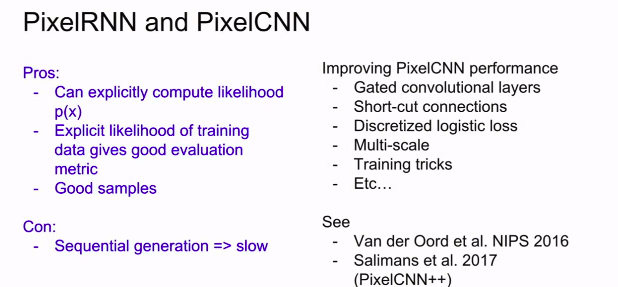 PixelRNN and PixelCNN
Pros:
- Can explicitly compute likelihood
p(x)
- Explicit likelihood of training
data gives good evaluation
metric
- Good samples
Con:
- Sequential generation => slow
Improving PixelCNN performance
- Gated convolutional layers
- Short-cut connections
- Discretized logistic loss
- Multi-scale
- Training tricks
- Etc...
See
- Van der Oord et al. NIPS 2016
- Salimans et al. 2017
(PixelCNN++)